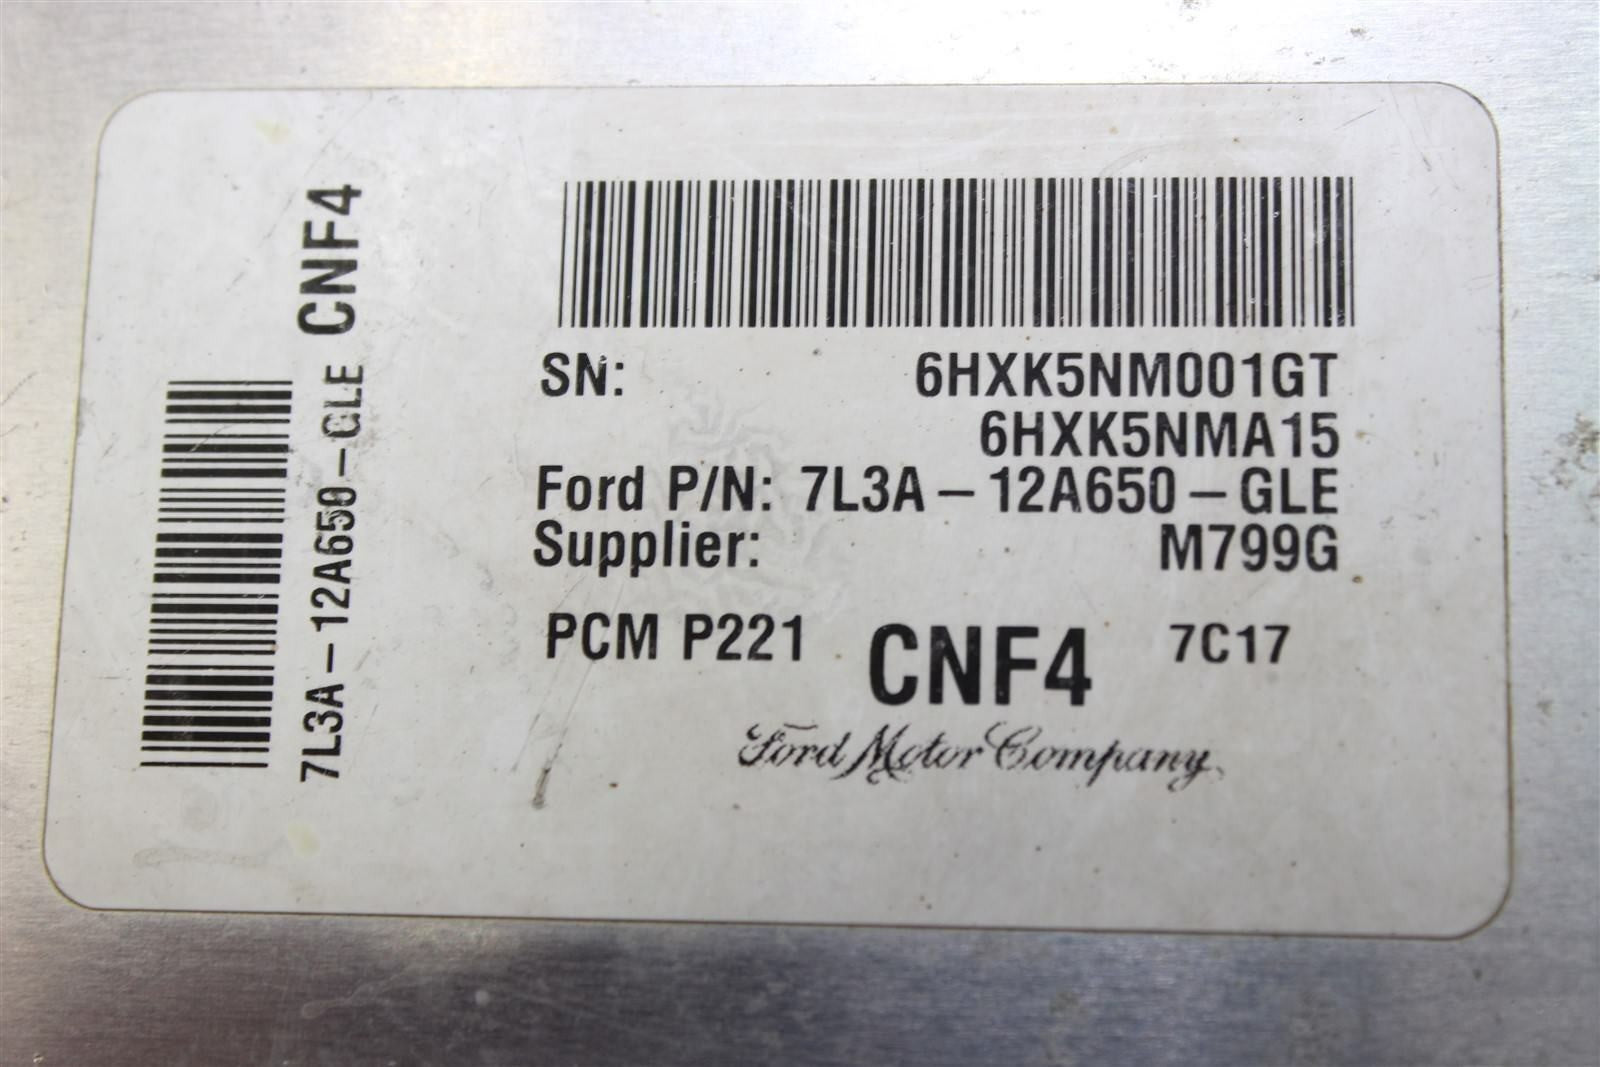 7L3A-12A650-GLE CNF4
SN: 6HXK5NM001GT
6HXK5NMA15
Ford P/N: 7L3A-12A650-GLE
Supplier: M799G
PCM P221 CNF4 7C17
Ford Motor Company